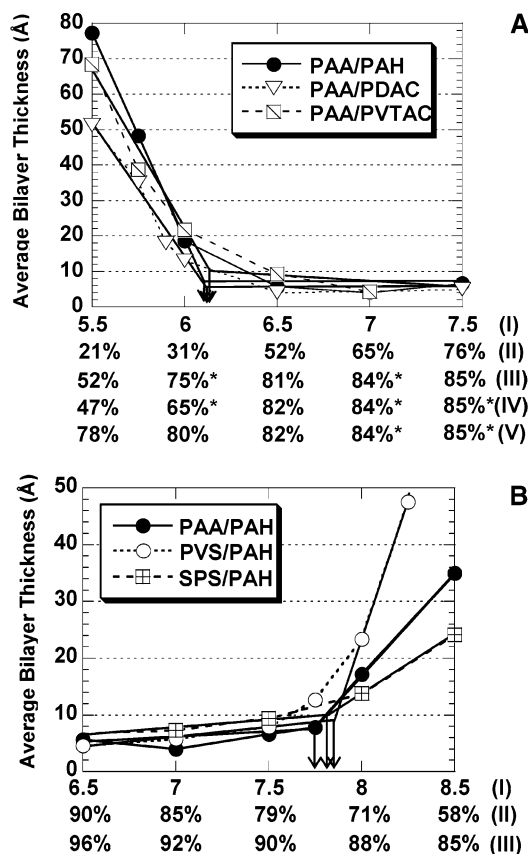 A
80
70
60
50
40
30
20
10
0
Average Bilayer Thickness (Å)
PAA/PAH
PAA/PDAC
PAA/PVTAC
5.5 6 6.5 7 7.5 (I)
21% 31% 52% 65% 76% (II)
52% 75%* 81% 84%* 85% (III)
47% 65%* 82% 84%* 85%* (IV)
78% 80% 82% 84%* 85%* (V)
B
50
40
30
20
10
0
Average Bilayer Thickness (Å)
PAA/PAH
PVS/PAH
SPS/PAH
6.5 7 7.5 8 8.5 (I)
90% 85% 79% 71% 58% (II)
96% 92% 90% 88% 85% (III)